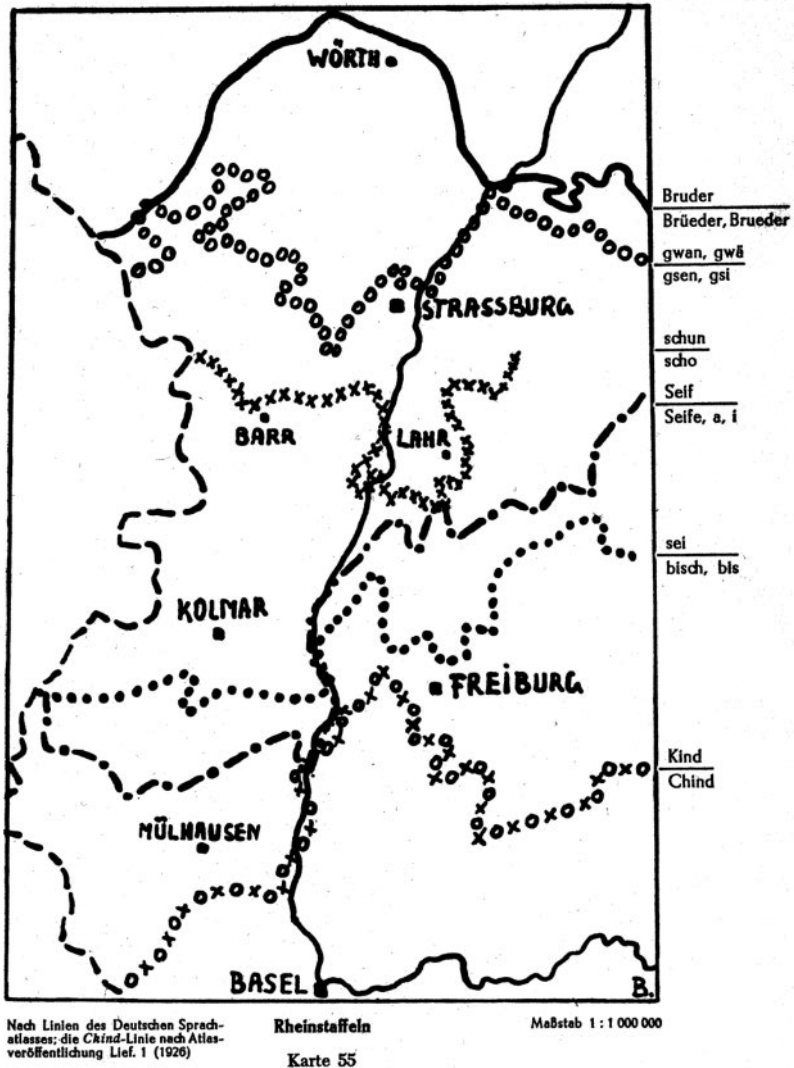 WÖRTH
STRASSBURG
BARR
LAHR
KOLMAR
FREIBURG
MÜLHAUSEN
BASEL
B.
Bruder
Brüeder, Brueder
gwan, gwä
gsen, gsi
schun
scho
Seif
Seife, a, i
sei
bisch, bis
Kind
Chind
Nach Linien des Deutschen Sprach-
atlasses; die Chind-Linie nach Atlas-
veröffentlichung Lief. 1 (1926)
Rheinstaffeln
Karte 55
Maßstab 1 : 1 000 000